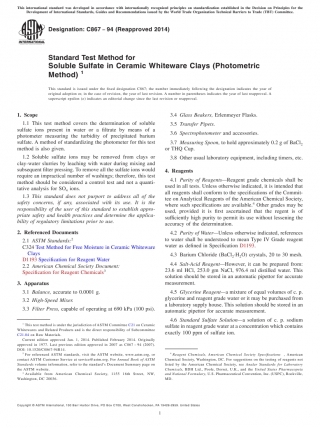 This international standard was developed in accordance with internationally recognized principles on standardization established in the Decision on Principles for the
Development of International Standards, Guides and Recommendations issued by the World Trade Organization Technical Barriers to Trade (TBT) Committee.
INTERNATIONAL
Designation: C867 − 94 (Reapproved 2014)
Standard Test Method for
Soluble Sulfate in Ceramic Whiteware Clays (Photometric
Method) 1
This standard is issued under the fixed designation C867; the number immediately following the designation indicates the year of
original adoption or, in the case of revision, the year of last revision. A number in parentheses indicates the year of last reapproval. A
superscript epsilon (ε) indicates an editorial change since the last revision or reapproval.
1. Scope
1.1 This test method covers the determination of soluble
sulfate ions present in water or a filtrate by means of a
photometer measuring the turbidity of precipitated barium
sulfate. A method of standardizing the photometer for this test
method is also given.
1.2 Soluble sulfate ions may be removed from clays or
clay-water slurries by leaching with water during mixing and
subsequent filter pressing. To remove all the sulfate ions would
require an impractical number of washings; therefore, this test
method should be considered a control test and not a quanti-
tative analysis for SO4 ions.
1.3 This standard does not purport to address all of the
safety concerns, if any, associated with its use. It is the
responsibility of the user of this standard to establish appro-
priate safety and health practices and determine the applica-
bility of regulatory limitations prior to use.
2. Referenced Documents
2.1 ASTM Standards:2
C324 Test Method for Free Moisture in Ceramic Whiteware
Clays
D1193 Specification for Reagent Water
2.2 American Chemical Society Document:
Specifications for Reagent Chemicals3
3. Apparatus
3.1 Balance, accurate to 0.0001 g.
3.2 High-Speed Mixer.
3.3 Filter Press, capable of operating at 690 kPa (100 psi).
3.4 Glass Beakers, Erlenmeyer Flasks.
3.5 Transfer Pipets.
3.6 Spectrophotometer and accessories.
3.7 Measuring Spoon, to hold approximately 0.2 g of BaCl2
or THQ Cup.
3.8 Other usual laboratory equipment, including timers, etc.
4. Reagents
4.1 Purity of Reagents—Reagent grade chemicals shall be
used in all tests. Unless otherwise indicated, it is intended that
all reagents shall conform to the specifications of the Commit-
tee on Analytical Reagents of the American Chemical Society,
where such specifications are available.3 Other grades may be
used, provided it is first ascertained that the reagent is of
sufficiently high purity to permit its use without lessening the
accuracy of the determination.
4.2 Purity of Water—Unless otherwise indicated, references
to water shall be understood to mean Type IV Grade reagent
water as defined in Specification D1193.
4.3 Barium Chloride (BaCl2·H2O) crystals, 20 to 30 mesh.
4.4 Salt-Acid Reagent—However, it can be prepared from:
23.6 ml HCl, 253.0 gm NaCl, 976.4 ml distilled water. This
solution should be stored in an automatic pipettor for accurate
measurement.
4.5 Glycerine Reagent—a mixture of equal volumes of c. p.
glycerine and reagent grade water or it may be purchased from
a laboratory supply house. This solution should be stored in an
automatic pipettor for accurate measurement.
4.6 Standard Sulfate Solution—a solution of c. p. sodium
sulfate in reagent grade water at a concentration which contains
exactly 100 ppm of sulfate ion.
1 This test method is under the jurisdiction of ASTM Committee C21 on Ceramic
Whitewares and Related Products and is the direct responsibility of Subcommittee
C21.04 on Raw Materials.
Current edition approved Jan. 1, 2014. Published February 2014. Originally
approved in 1977. Last previous edition approved in 2007 as C867 – 94 (2007).
2 For referenced ASTM standards, visit the ASTM website, www.astm.org, or
contact ASTM Customer Service at service@astm.org. For Annual Book of ASTM
Standards volume information, refer to the standard's Document Summary page on
the ASTM website.
3 Reagent Chemicals, American Chemical Society Specifications, American
Chemical Society, Washington, DC. For suggestions on the testing of reagents not
listed by the American Chemical Society, see Analar Standards for Laboratory
Chemicals, BDH Ltd., Poole, Dorset, U.K., and the United States Pharmacopeia
and National Formulary, U.S. Pharmacopeial Convention, Inc. (USPC), Rockville,
MD.
Copyright © ASTM International, 100 Barr Harbor Drive, PO Box C700, West Conshohocken, PA 19428-2959. United States
1